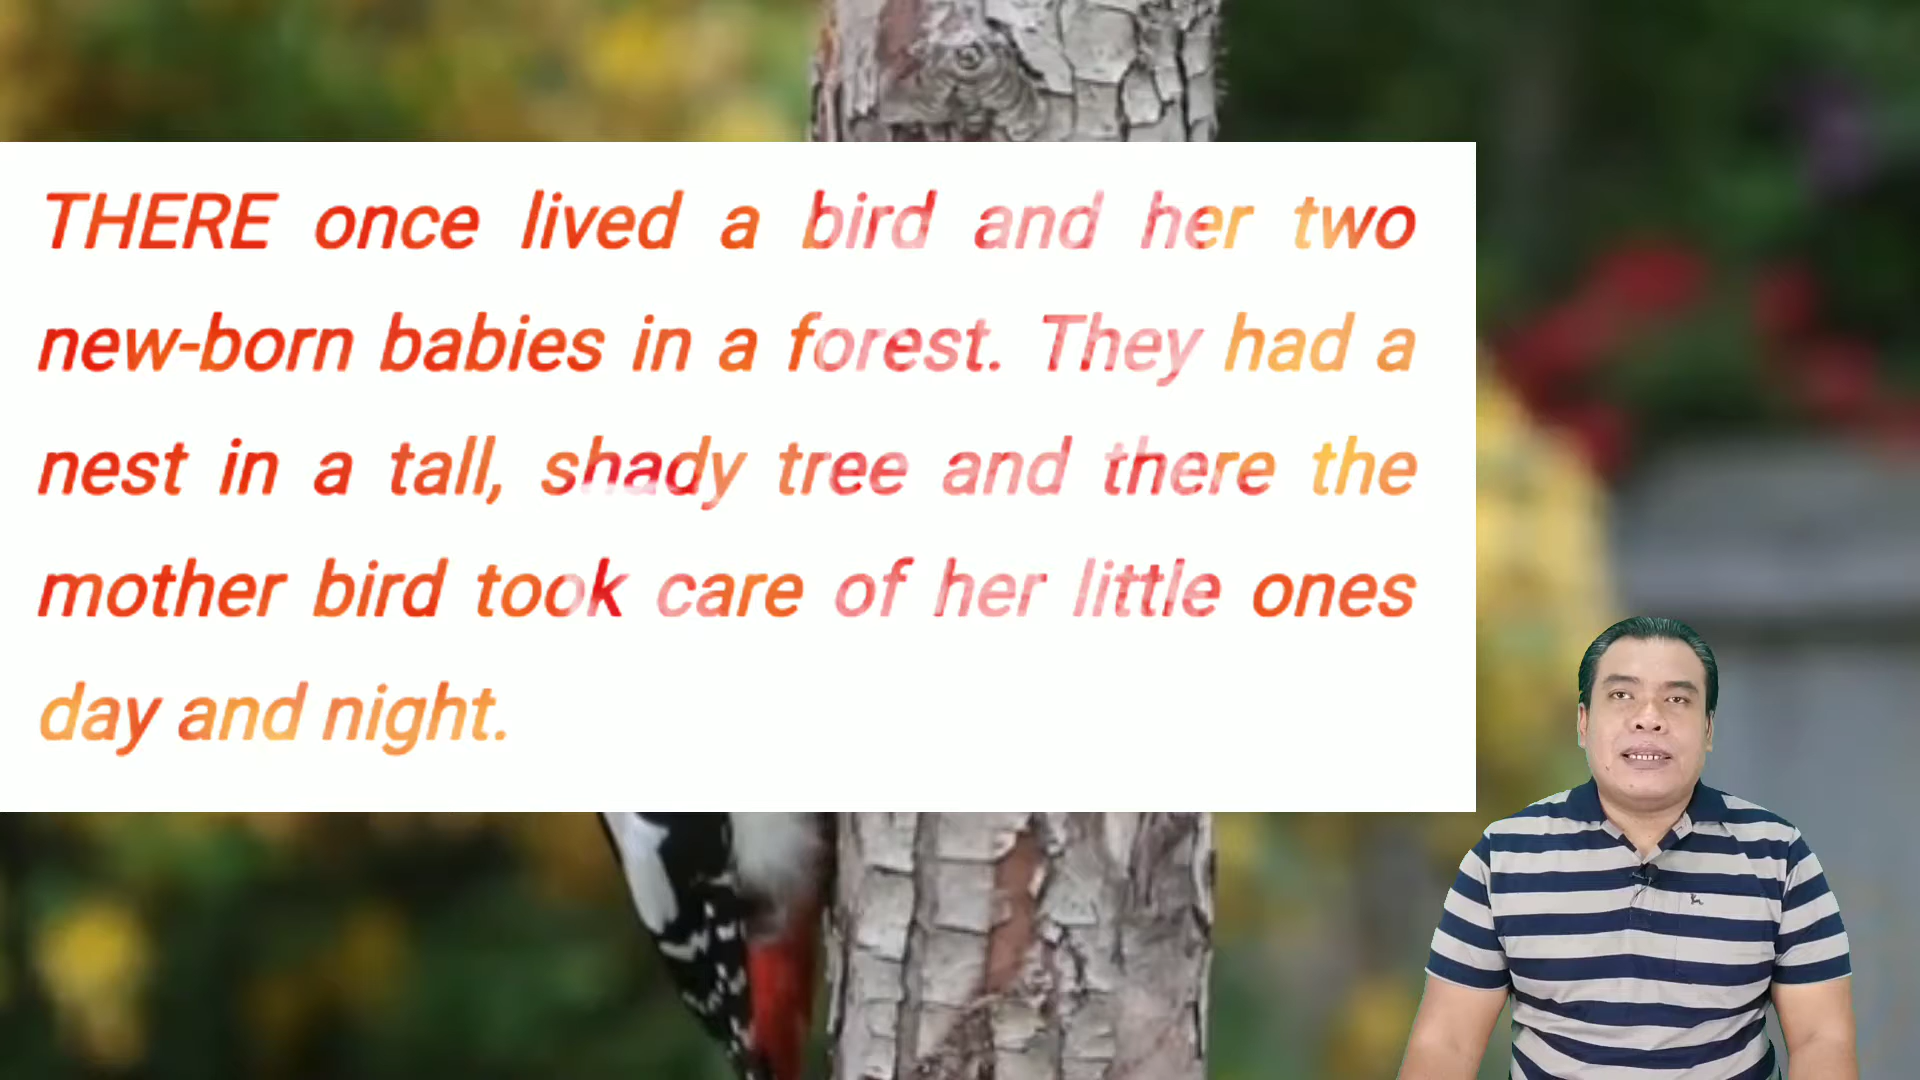 THERE once lived a bird and her two
new-born babies in a forest. They had a
nest in a tall, shady tree and there the
mother bird took care of her little ones
day and night.